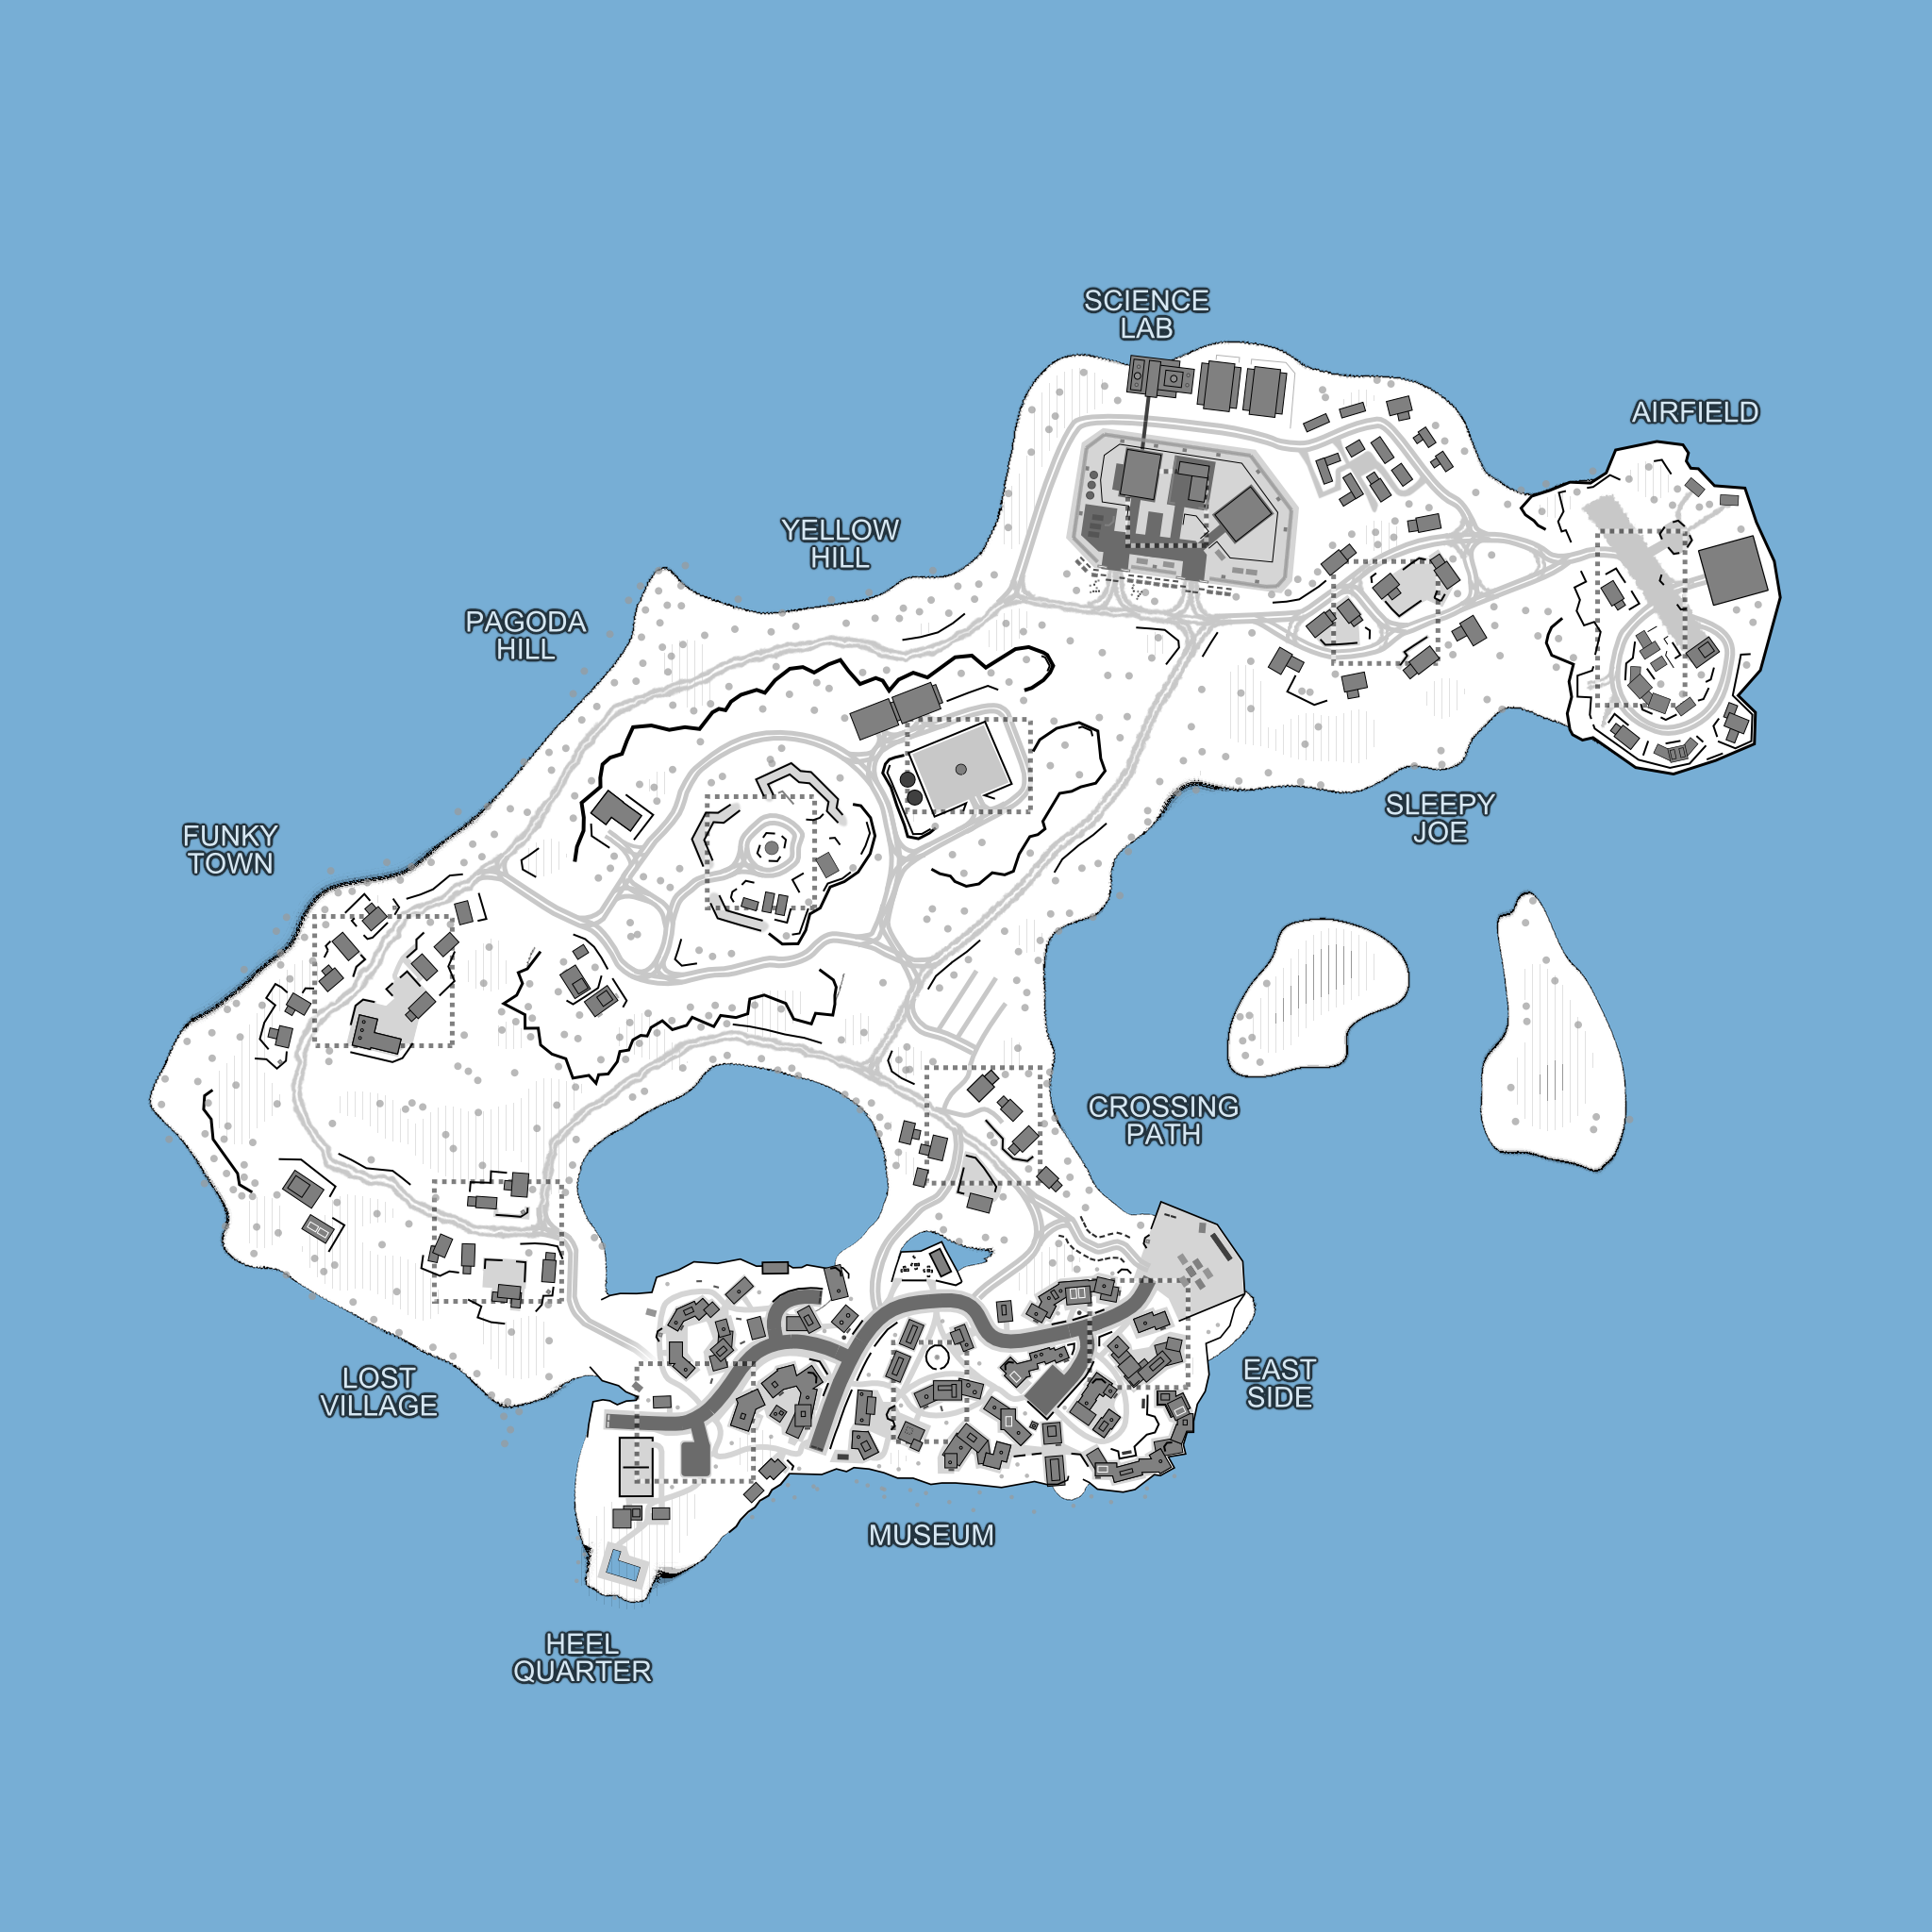 SCIENCE
LAB
AIRFIELD
YELLOW
HILL
PAGODA
HILL
SLEEPY
JOE
FUNKY
TOWN
CROSSING
PATH
EAST
SIDE
LOST
VILLAGE
MUSEUM
HEEL
QUARTER